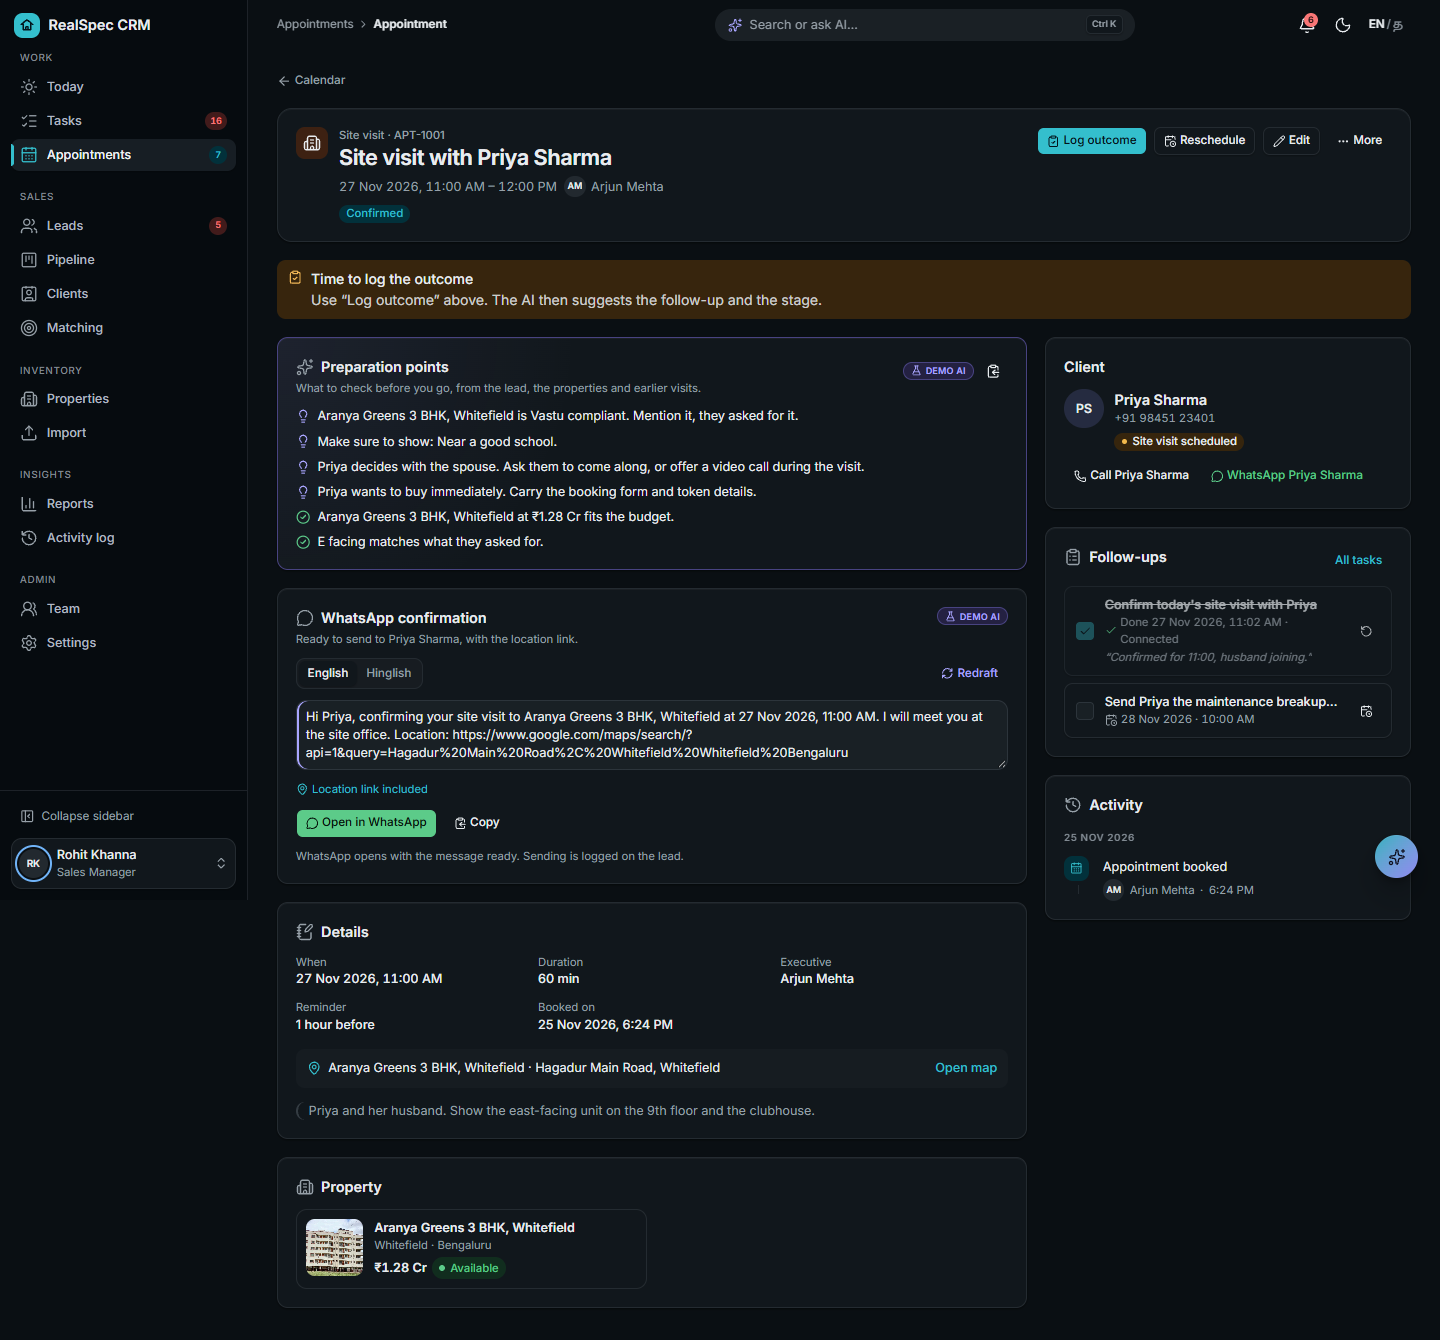 RealSpec CRM
WORK
Today
Tasks
16
Appointments
7
SALES
Leads
5
Pipeline
Clients
Matching
INVENTORY
Properties
Import
INSIGHTS
Reports
Activity log
ADMIN
Team
Settings
Collapse sidebar
RK
Rohit Khanna
Sales Manager
Appointments > Appointment
Search or ask AI...
Ctrl K
6
EN / த
← Calendar
Site visit · APT-1001
Site visit with Priya Sharma
27 Nov 2026, 11:00 AM – 12:00 PM AM Arjun Mehta
Confirmed
Log outcome
Reschedule
Edit
··· More
Time to log the outcome
Use “Log outcome” above. The AI then suggests the follow-up and the stage.
Preparation points
DEMO AI
What to check before you go, from the lead, the properties and earlier visits.
Aranya Greens 3 BHK, Whitefield is Vastu compliant. Mention it, they asked for it.
Make sure to show: Near a good school.
Priya decides with the spouse. Ask them to come along, or offer a video call during the visit.
Priya wants to buy immediately. Carry the booking form and token details.
Aranya Greens 3 BHK, Whitefield at ₹1.28 Cr fits the budget.
E facing matches what they asked for.
WhatsApp confirmation
DEMO AI
Ready to send to Priya Sharma, with the location link.
English
Hinglish
Redraft
Hi Priya, confirming your site visit to Aranya Greens 3 BHK, Whitefield at 27 Nov 2026, 11:00 AM. I will meet you at
the site office. Location: https://www.google.com/maps/search/?
api=1&query=Hagadur%20Main%20Road%2C%20Whitefield%20Whitefield%20Bengaluru
Location link included
Open in WhatsApp
Copy
WhatsApp opens with the message ready. Sending is logged on the lead.
Details
When
27 Nov 2026, 11:00 AM
Duration
60 min
Executive
Arjun Mehta
Reminder
1 hour before
Booked on
25 Nov 2026, 6:24 PM
Aranya Greens 3 BHK, Whitefield · Hagadur Main Road, Whitefield
Open map
Priya and her husband. Show the east-facing unit on the 9th floor and the clubhouse.
Property
Aranya Greens 3 BHK, Whitefield
Whitefield · Bengaluru
₹1.28 Cr
Available
Client
PS
Priya Sharma
+91 98451 23401
Site visit scheduled
Call Priya Sharma
WhatsApp Priya Sharma
Follow-ups
All tasks
Confirm today's site visit with Priya
Done 27 Nov 2026, 11:02 AM ·
Connected
"Confirmed for 11:00, husband joining."
Send Priya the maintenance breakup...
28 Nov 2026 · 10:00 AM
Activity
25 NOV 2026
Appointment booked
AM Arjun Mehta · 6:24 PM